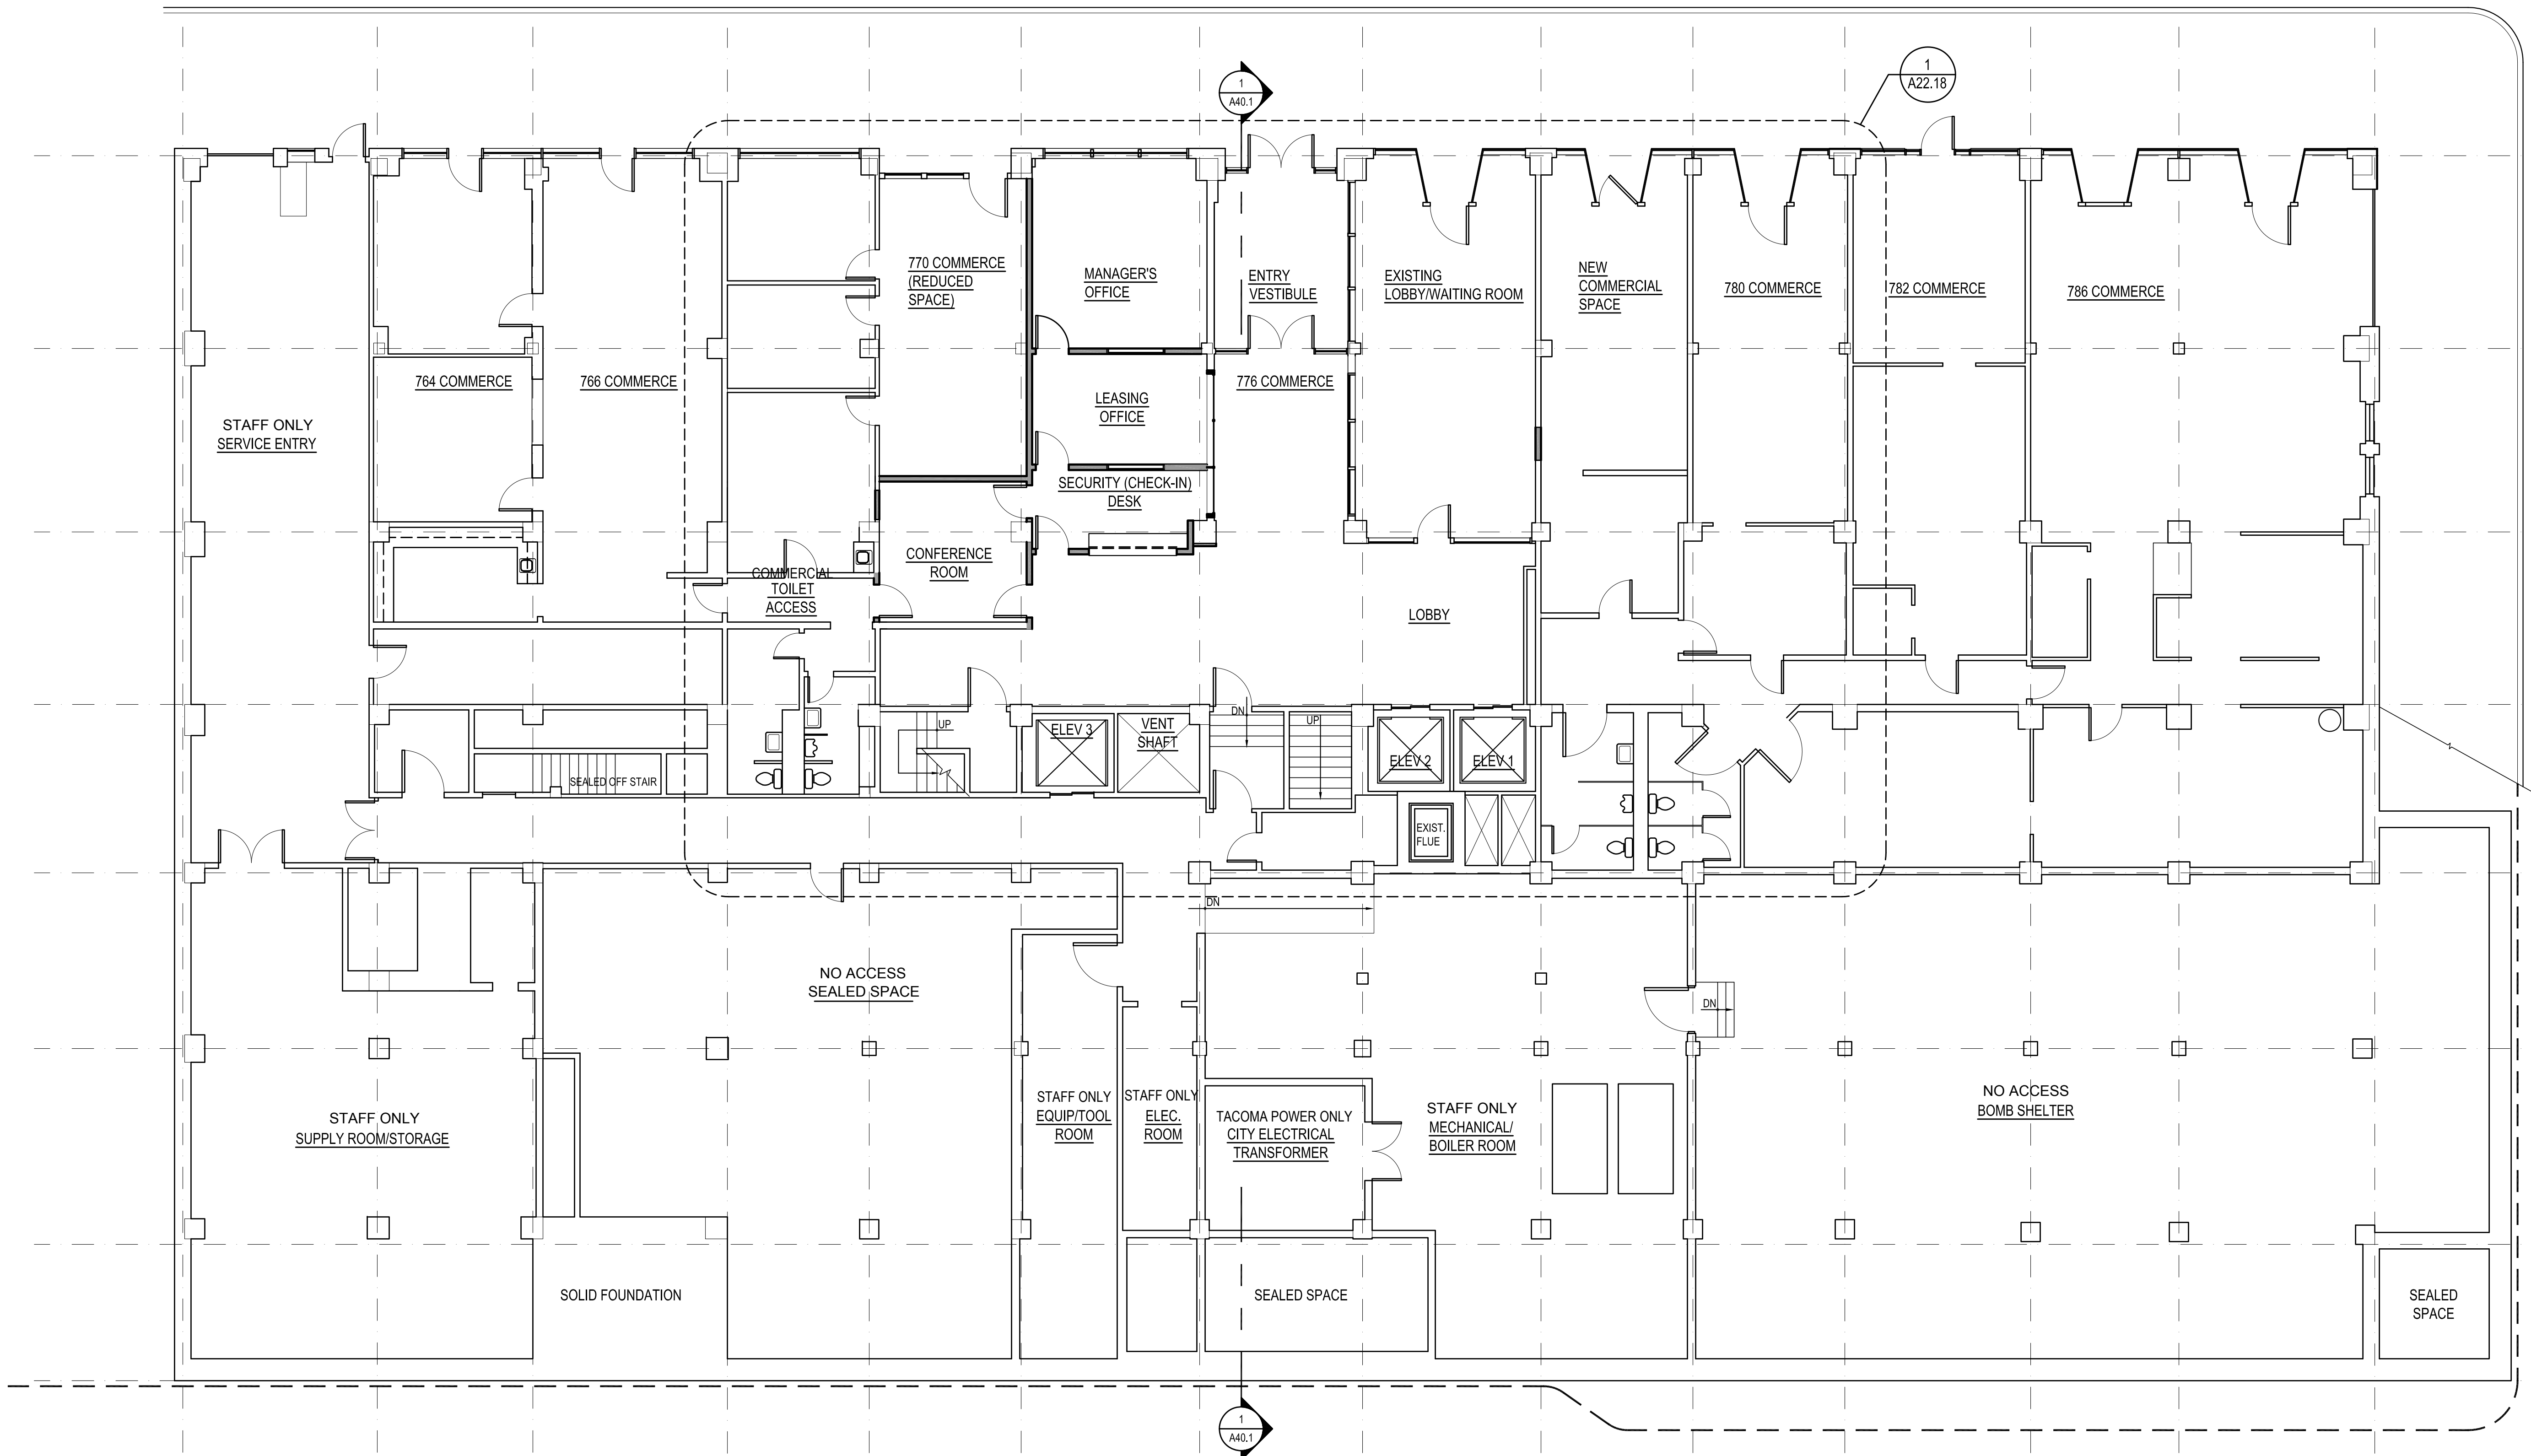 1
A40.1
1
A22.18
770 COMMERCE
(REDUCED
SPACE)
MANAGER'S
OFFICE
ENTRY
VESTIBULE
EXISTING
LOBBY/WAITING ROOM
NEW
COMMERCIAL
SPACE
780 COMMERCE
782 COMMERCE
786 COMMERCE
764 COMMERCE
766 COMMERCE
LEASING
OFFICE
776 COMMERCE
STAFF ONLY
SERVICE ENTRY
SECURITY (CHECK-IN)
DESK
CONFERENCE
ROOM
COMMERCIAL
TOILET
ACCESS
LOBBY
UP
ELEV 3
VENT
SHAFT
DN
UP
ELEV 2
ELEV 1
SEALED OFF STAIR
EXIST.
FLUE
DN
NO ACCESS
SEALED SPACE
DN
STAFF ONLY
SUPPLY ROOM/STORAGE
STAFF ONLY
EQUIP/TOOL
ROOM
STAFF ONLY
ELEC.
ROOM
TACOMA POWER ONLY
CITY ELECTRICAL
TRANSFORMER
STAFF ONLY
MECHANICAL/
BOILER ROOM
NO ACCESS
BOMB SHELTER
SOLID FOUNDATION
SEALED SPACE
SEALED
SPACE
1
A40.1